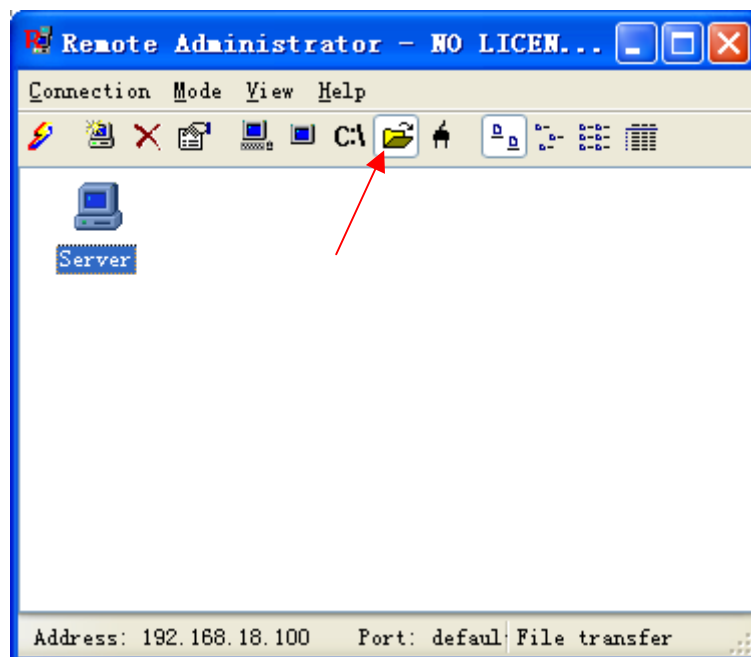 Remote Administrator - NO LICEN...
Connection Mode View Help
C:\
Server
Address: 192.168.18.100 Port: defaul File transfer